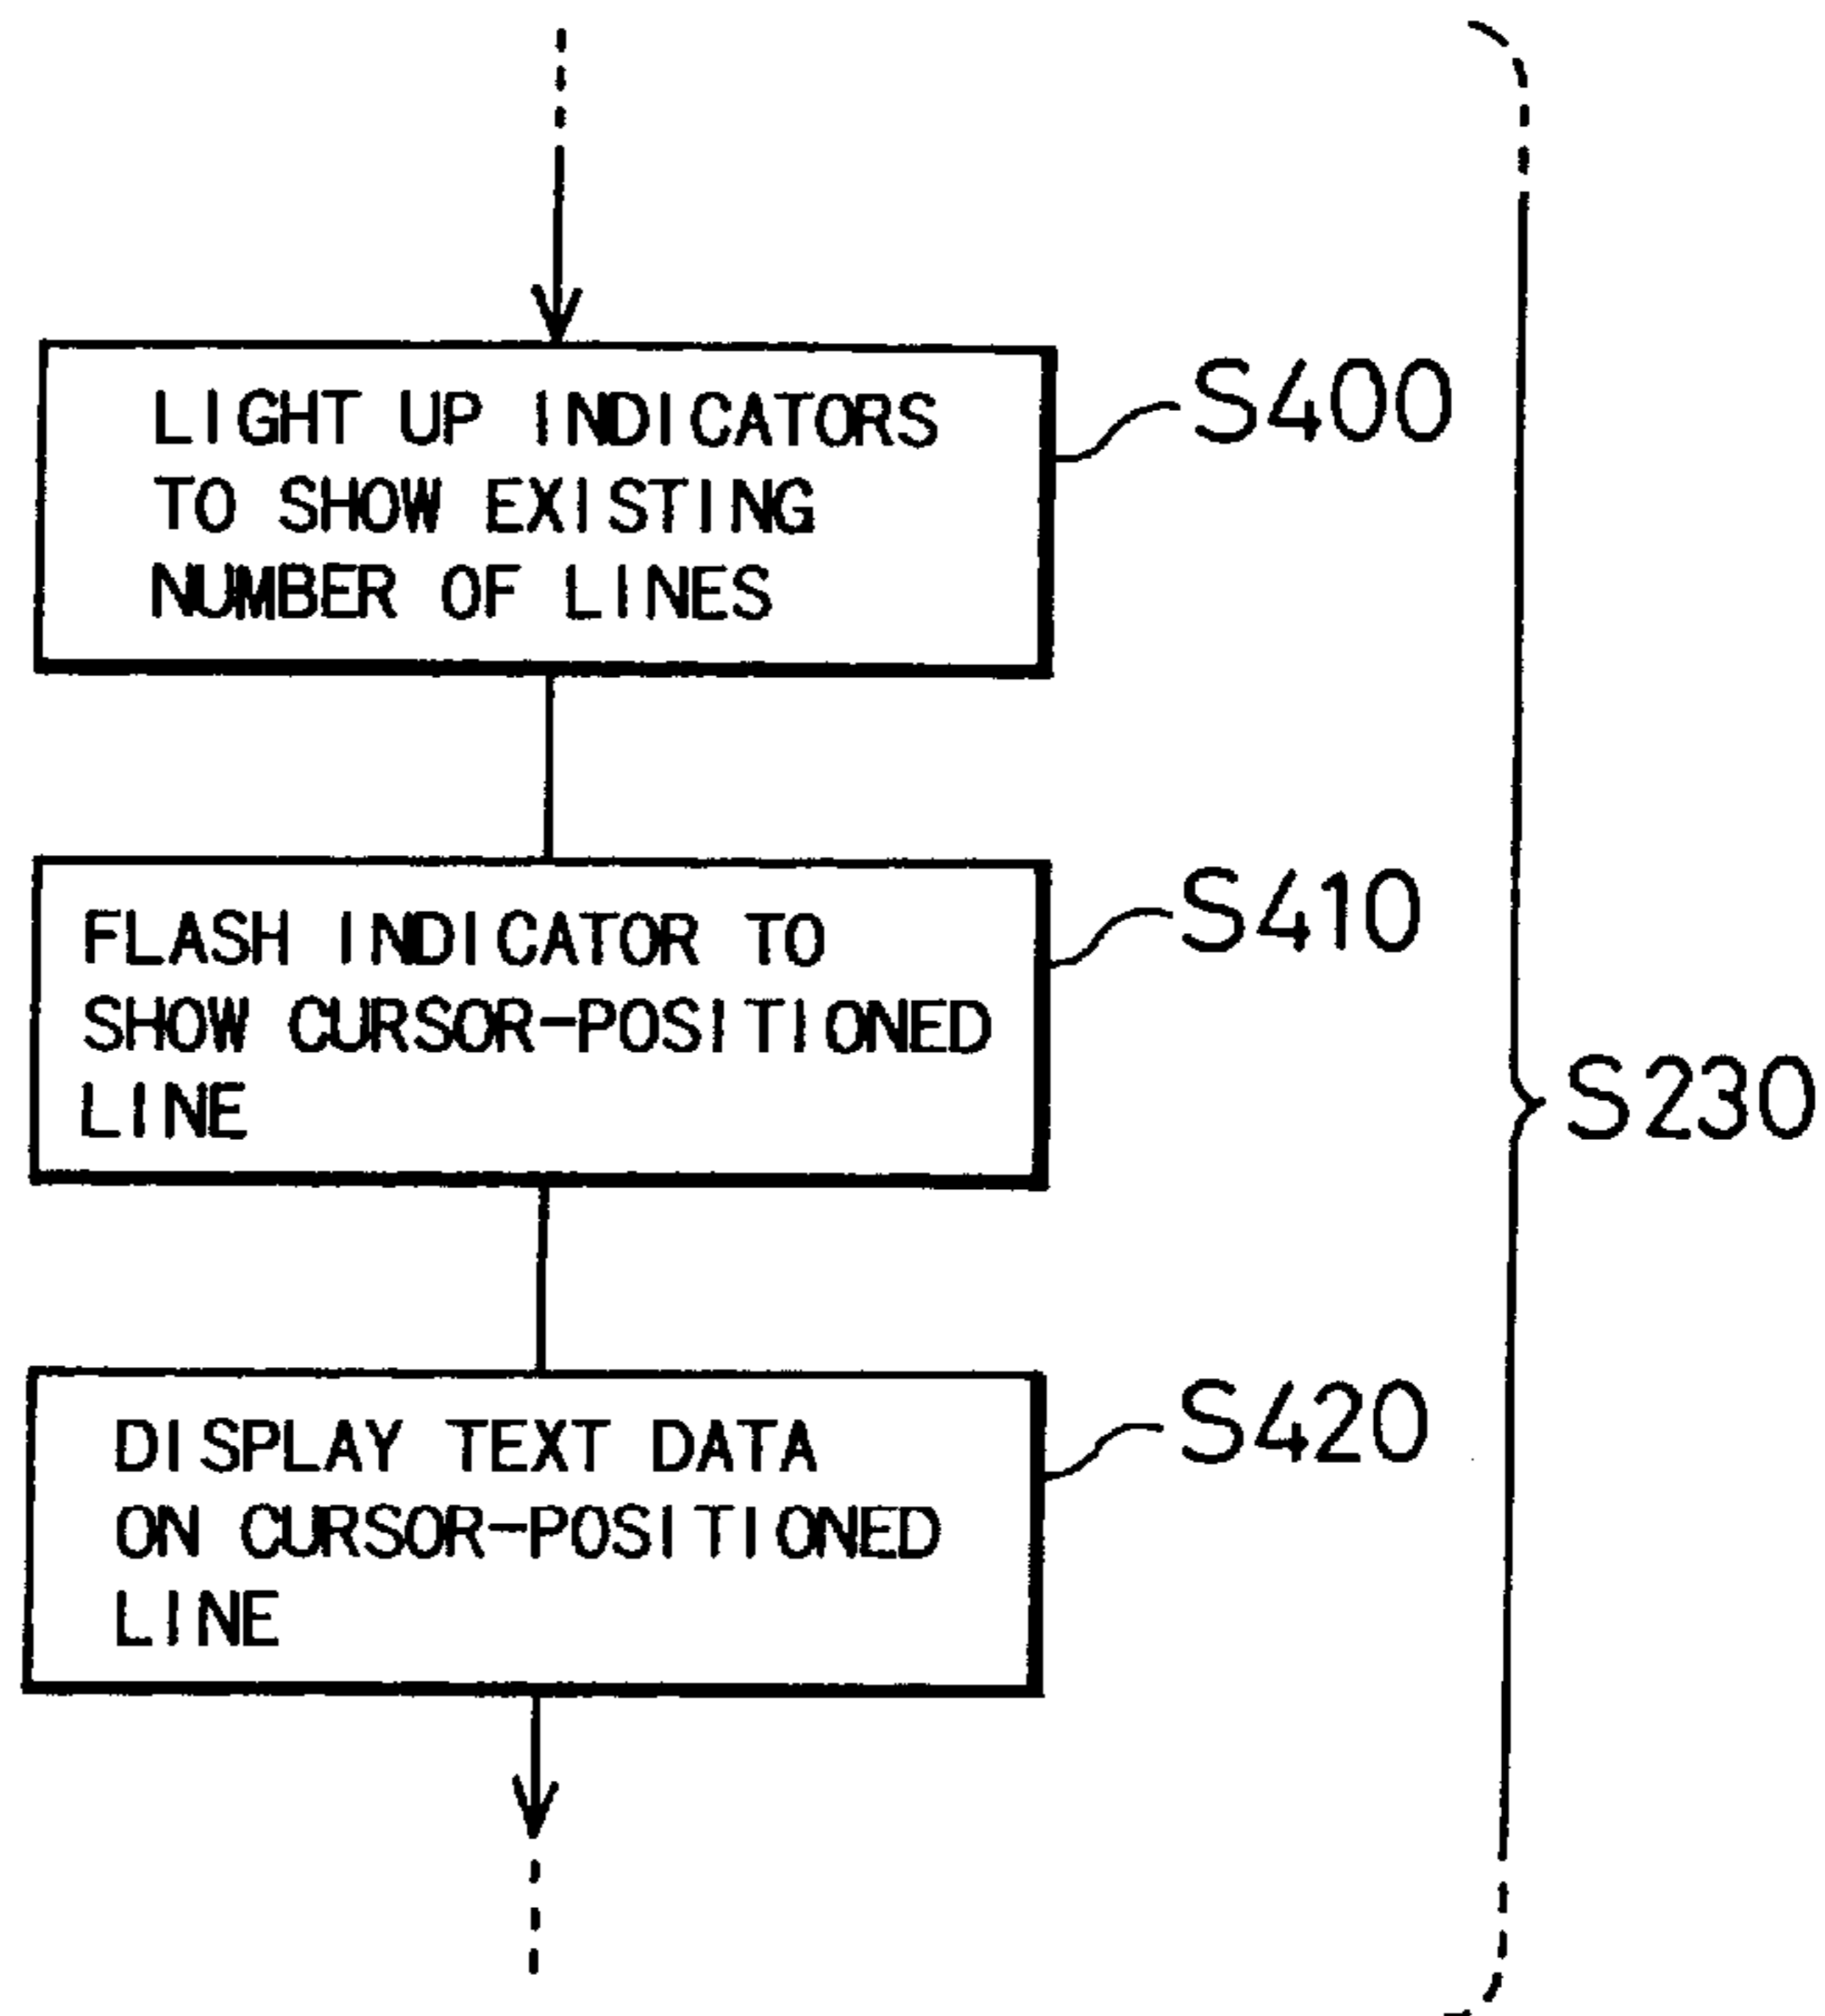 LIGHT UP INDICATORS
TO SHOW EXISTING
NUMBER OF LINES
S400
FLASH INDICATOR TO
SHOW CURSOR-POSITIONED
LINE
S410
S230
DISPLAY TEXT DATA
ON CURSOR-POSITIONED
LINE
S420